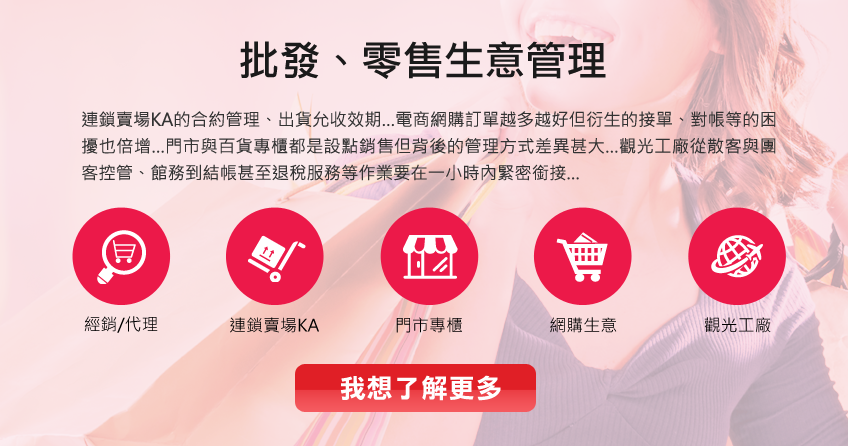 批發、零售生意管理
連鎖賣場KA的合約管理、出貨允收效期...電商網購訂單越多越好但衍生的接單、對帳等的困
擾也倍增...門市與百貨專櫃都是設點銷售但背後的管理方式差異甚大...觀光工廠從散客與團
客控管、館務到結帳甚至退稅服務等作業要在一小時內緊密銜接...
經銷/代理
連鎖賣場KA
門市專櫃
網購生意
觀光工廠
我想了解更多